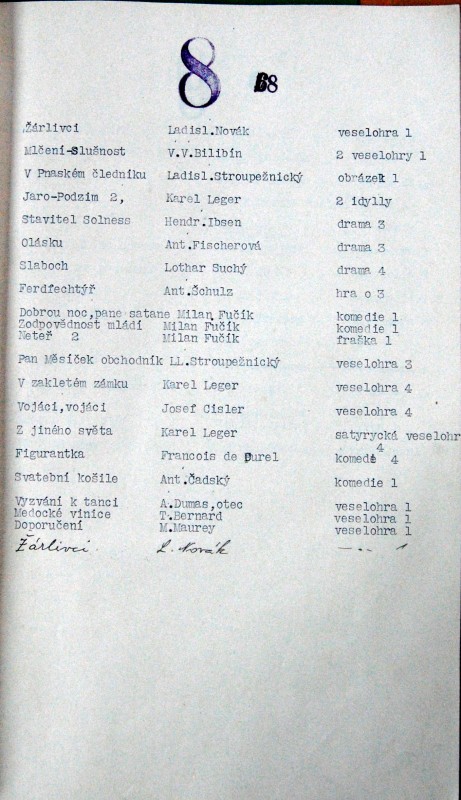 8 68
Žárlivci Ladisl.Novák veselohra 1
Mlčení-Slušnost V.V.Bilibín 2 veselohry 1
V Pnaském čledníku Ladisl.Stroupežnický obrázek 1
Jaro-Podzim 2, Karel Leger 2 idylly
Stavitel Solness Hendr.Ibsen drama 3
Olásku Ant.Fischerová drama 3
Slaboch Lothar Suchý drama 4
Ferdfechtýř Ant.Šchulz hra o 3
Dobrou noc,pane satane Milan Fučík komedie 1
Zodpovědnost mládí Milan Fučík komedie 1
Neteř 2 Milan Fučík fraška 1
Pan Měsíček obchodník LL.Stroupežnický veselohra 3
V zakletém zámku Karel Leger veselohra 4
Vojáci,vojáci Josef Cisler veselohra 4
Z jiného světa Karel Leger satyrycká veselohr
4
Figurantka Francois de Curel komedie 4
Svatební košile Ant.Čadský komedie 1
Vyzvání k tanci A.Dumas,otec veselohra 1
Medocké vinice T.Bernard veselohra 1
Doporučení M.Maurey veselohra 1
Žárlivci. L. Novák —„— 1